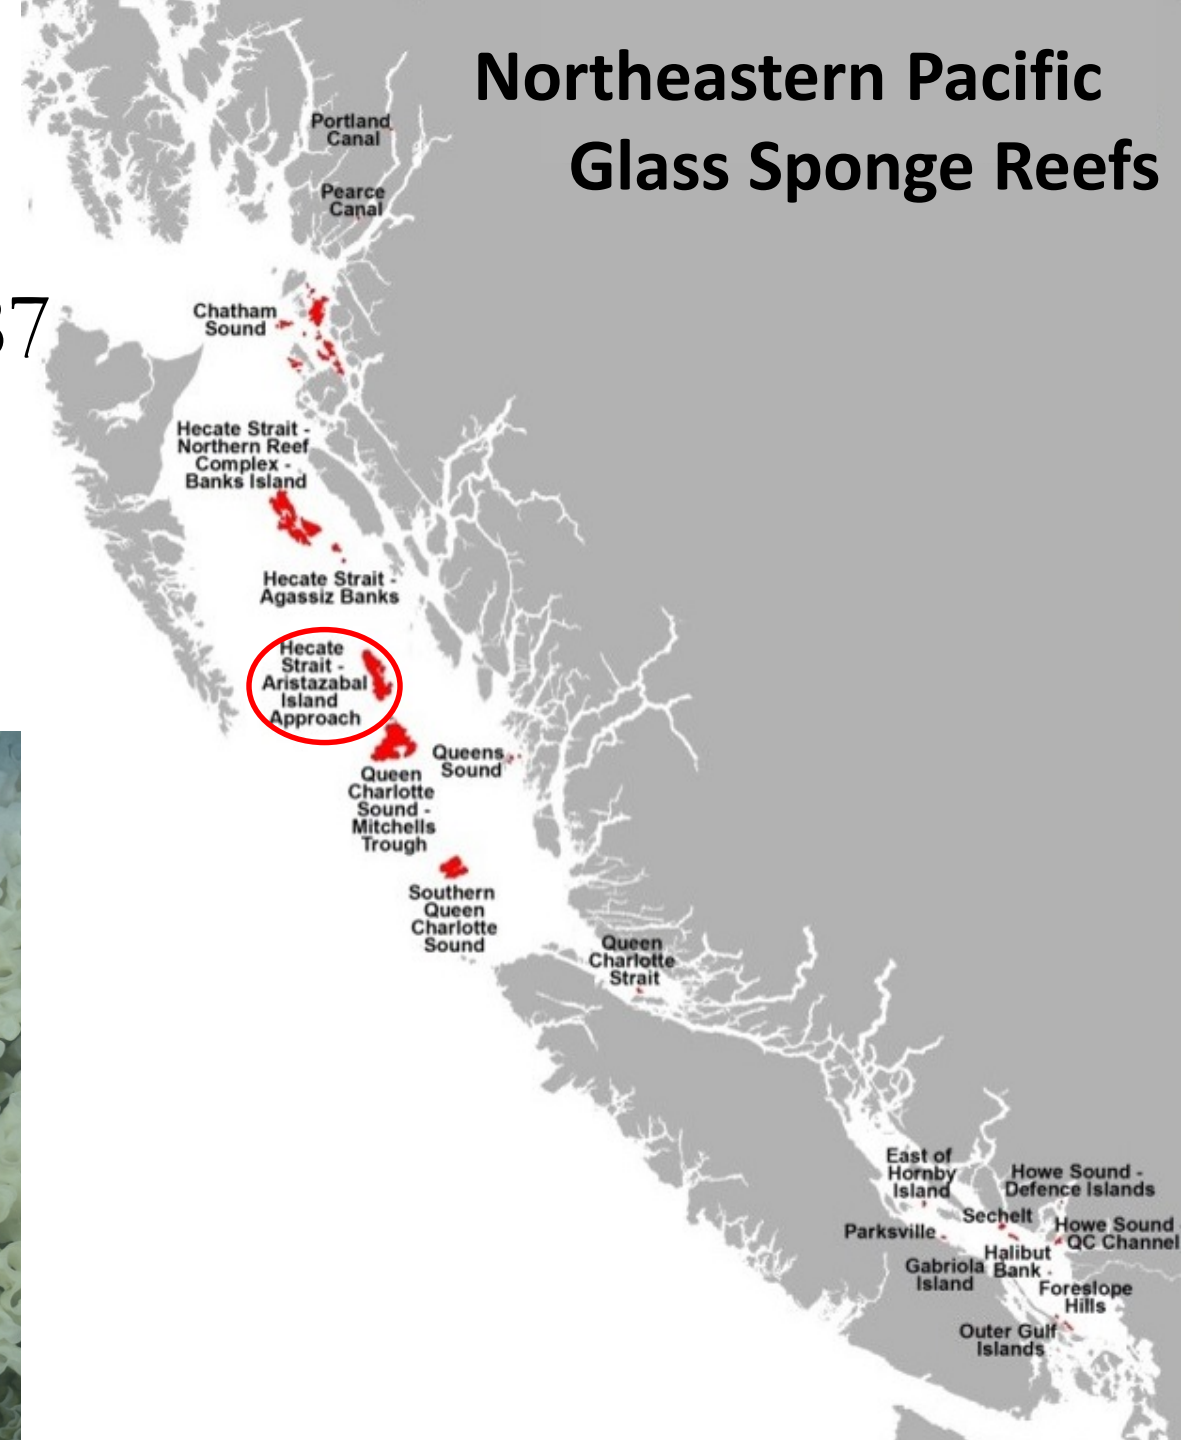 Northeastern Pacific
Glass Sponge Reefs
Portland
Canal
Pearce
Canal
37
Chatham
Sound
Hecate Strait -
Northern Reef
Complex -
Banks Island
Hecate Strait -
Agassiz Banks
Hecate
Strait -
Aristazabal
Island
Approach
Queens
Sound
Queen
Charlotte
Sound -
Mitchells
Trough
Southern
Queen
Charlotte
Sound
Queen
Charlotte
Strait
East of
Hornby
Island
Howe Sound -
Defence Islands
Sechelt
Parksville
Howe Sound
QC Channel
Halibut
Bank
Gabriola
Island
Foreslope
Hills
Outer Gulf
Islands